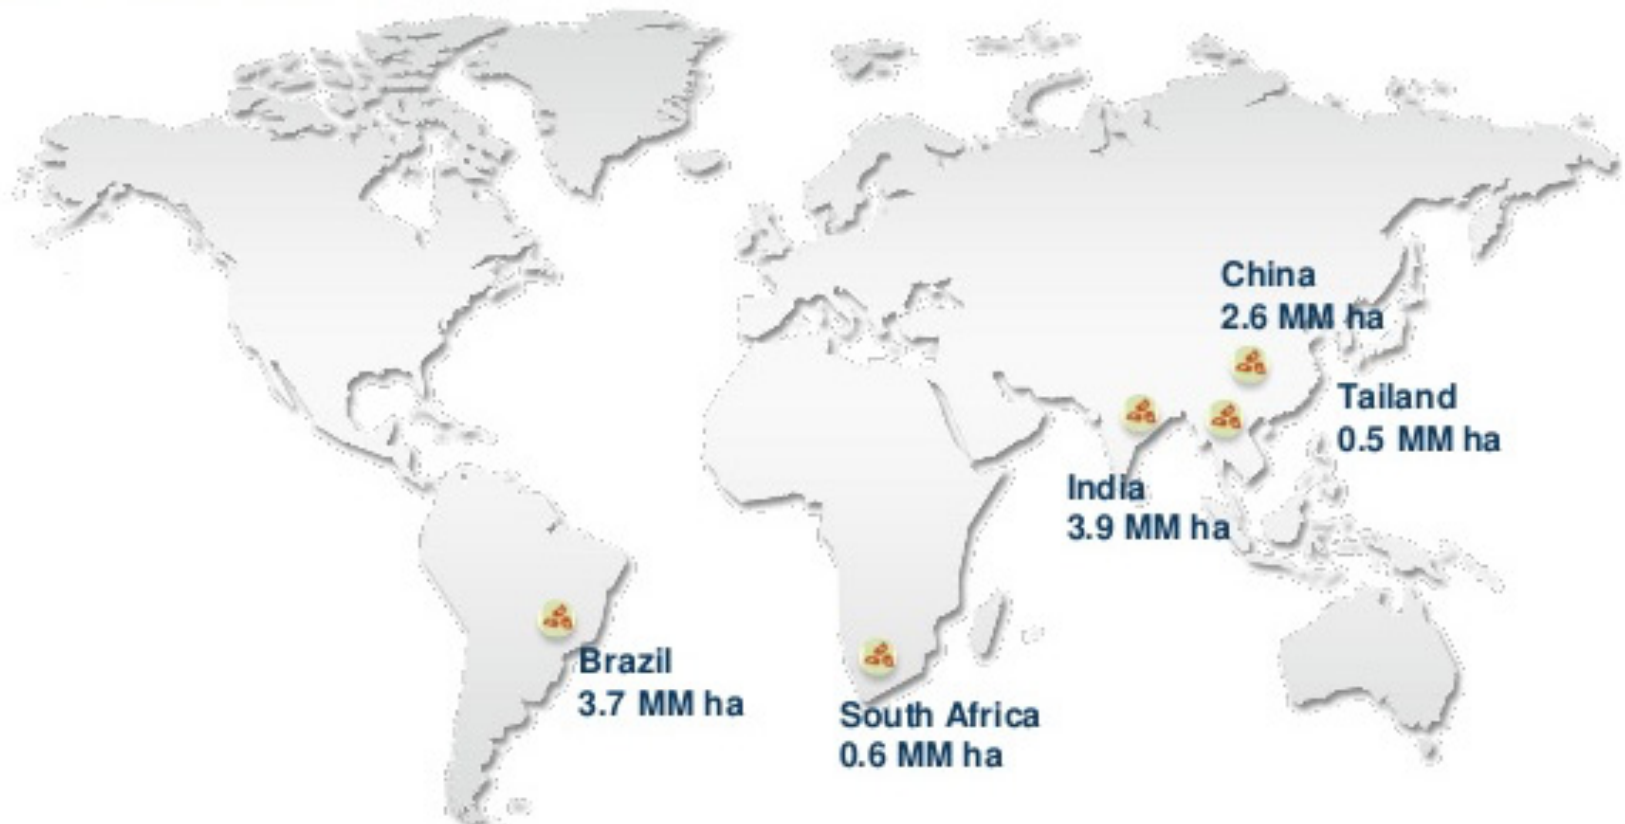 China
2.6 MM ha
Tailand
0.5 MM ha
India
3.9 MM ha
Brazil
3.7 MM ha
South Africa
0.6 MM ha